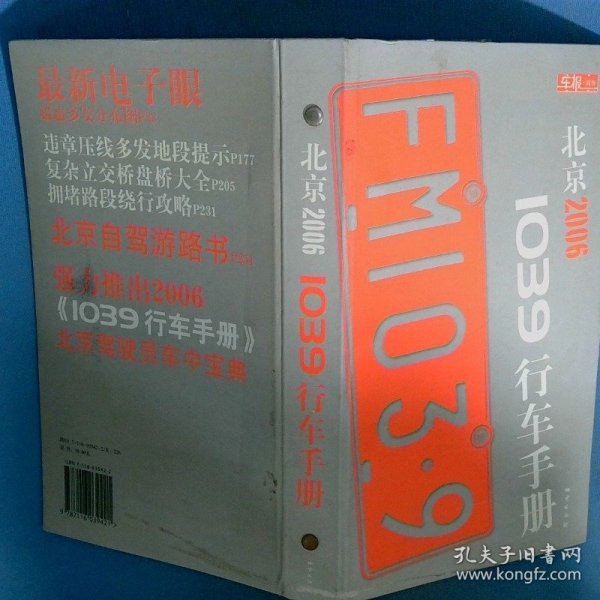 最新电子眼
违章压线多发地段提示P177
复杂立交桥盘桥大全P205
拥堵路段绕行攻略P231
北京自驾游路书
强力推出2006
《1039行车手册》
北京驾驶员车中宝典
北京2006 1039行车手册
FM103·9
北京2006
1039行车手册
孔夫子旧书网
www.kongfz.com